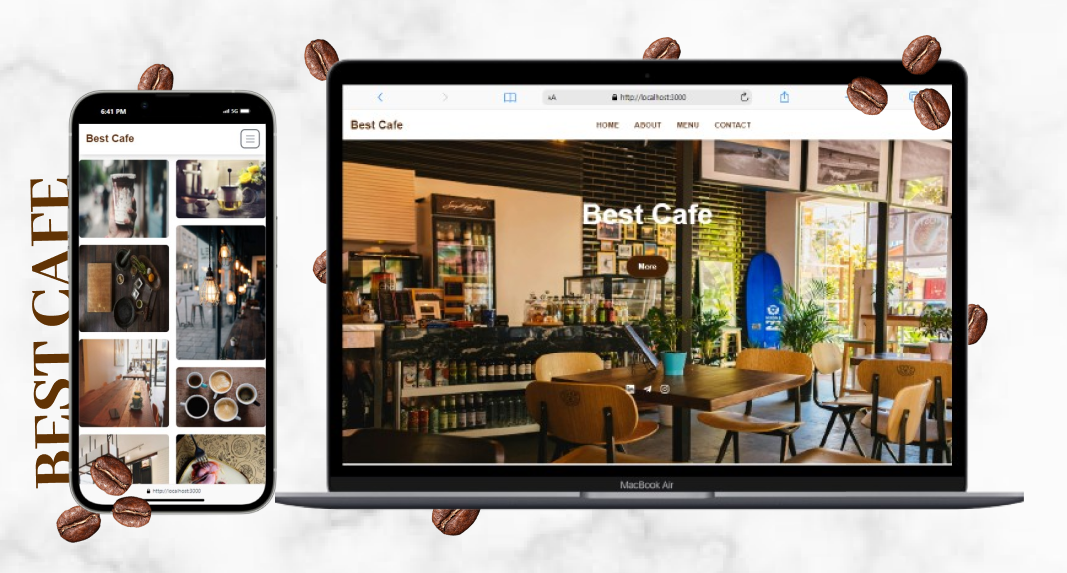 BEST CAFE
6:41 PM
5G
Best Cafe
http://localhost:3000
AA
http://localhost:3000
Best Cafe
HOME ABOUT MENU CONTACT
Best Cafe
More
MacBook Air